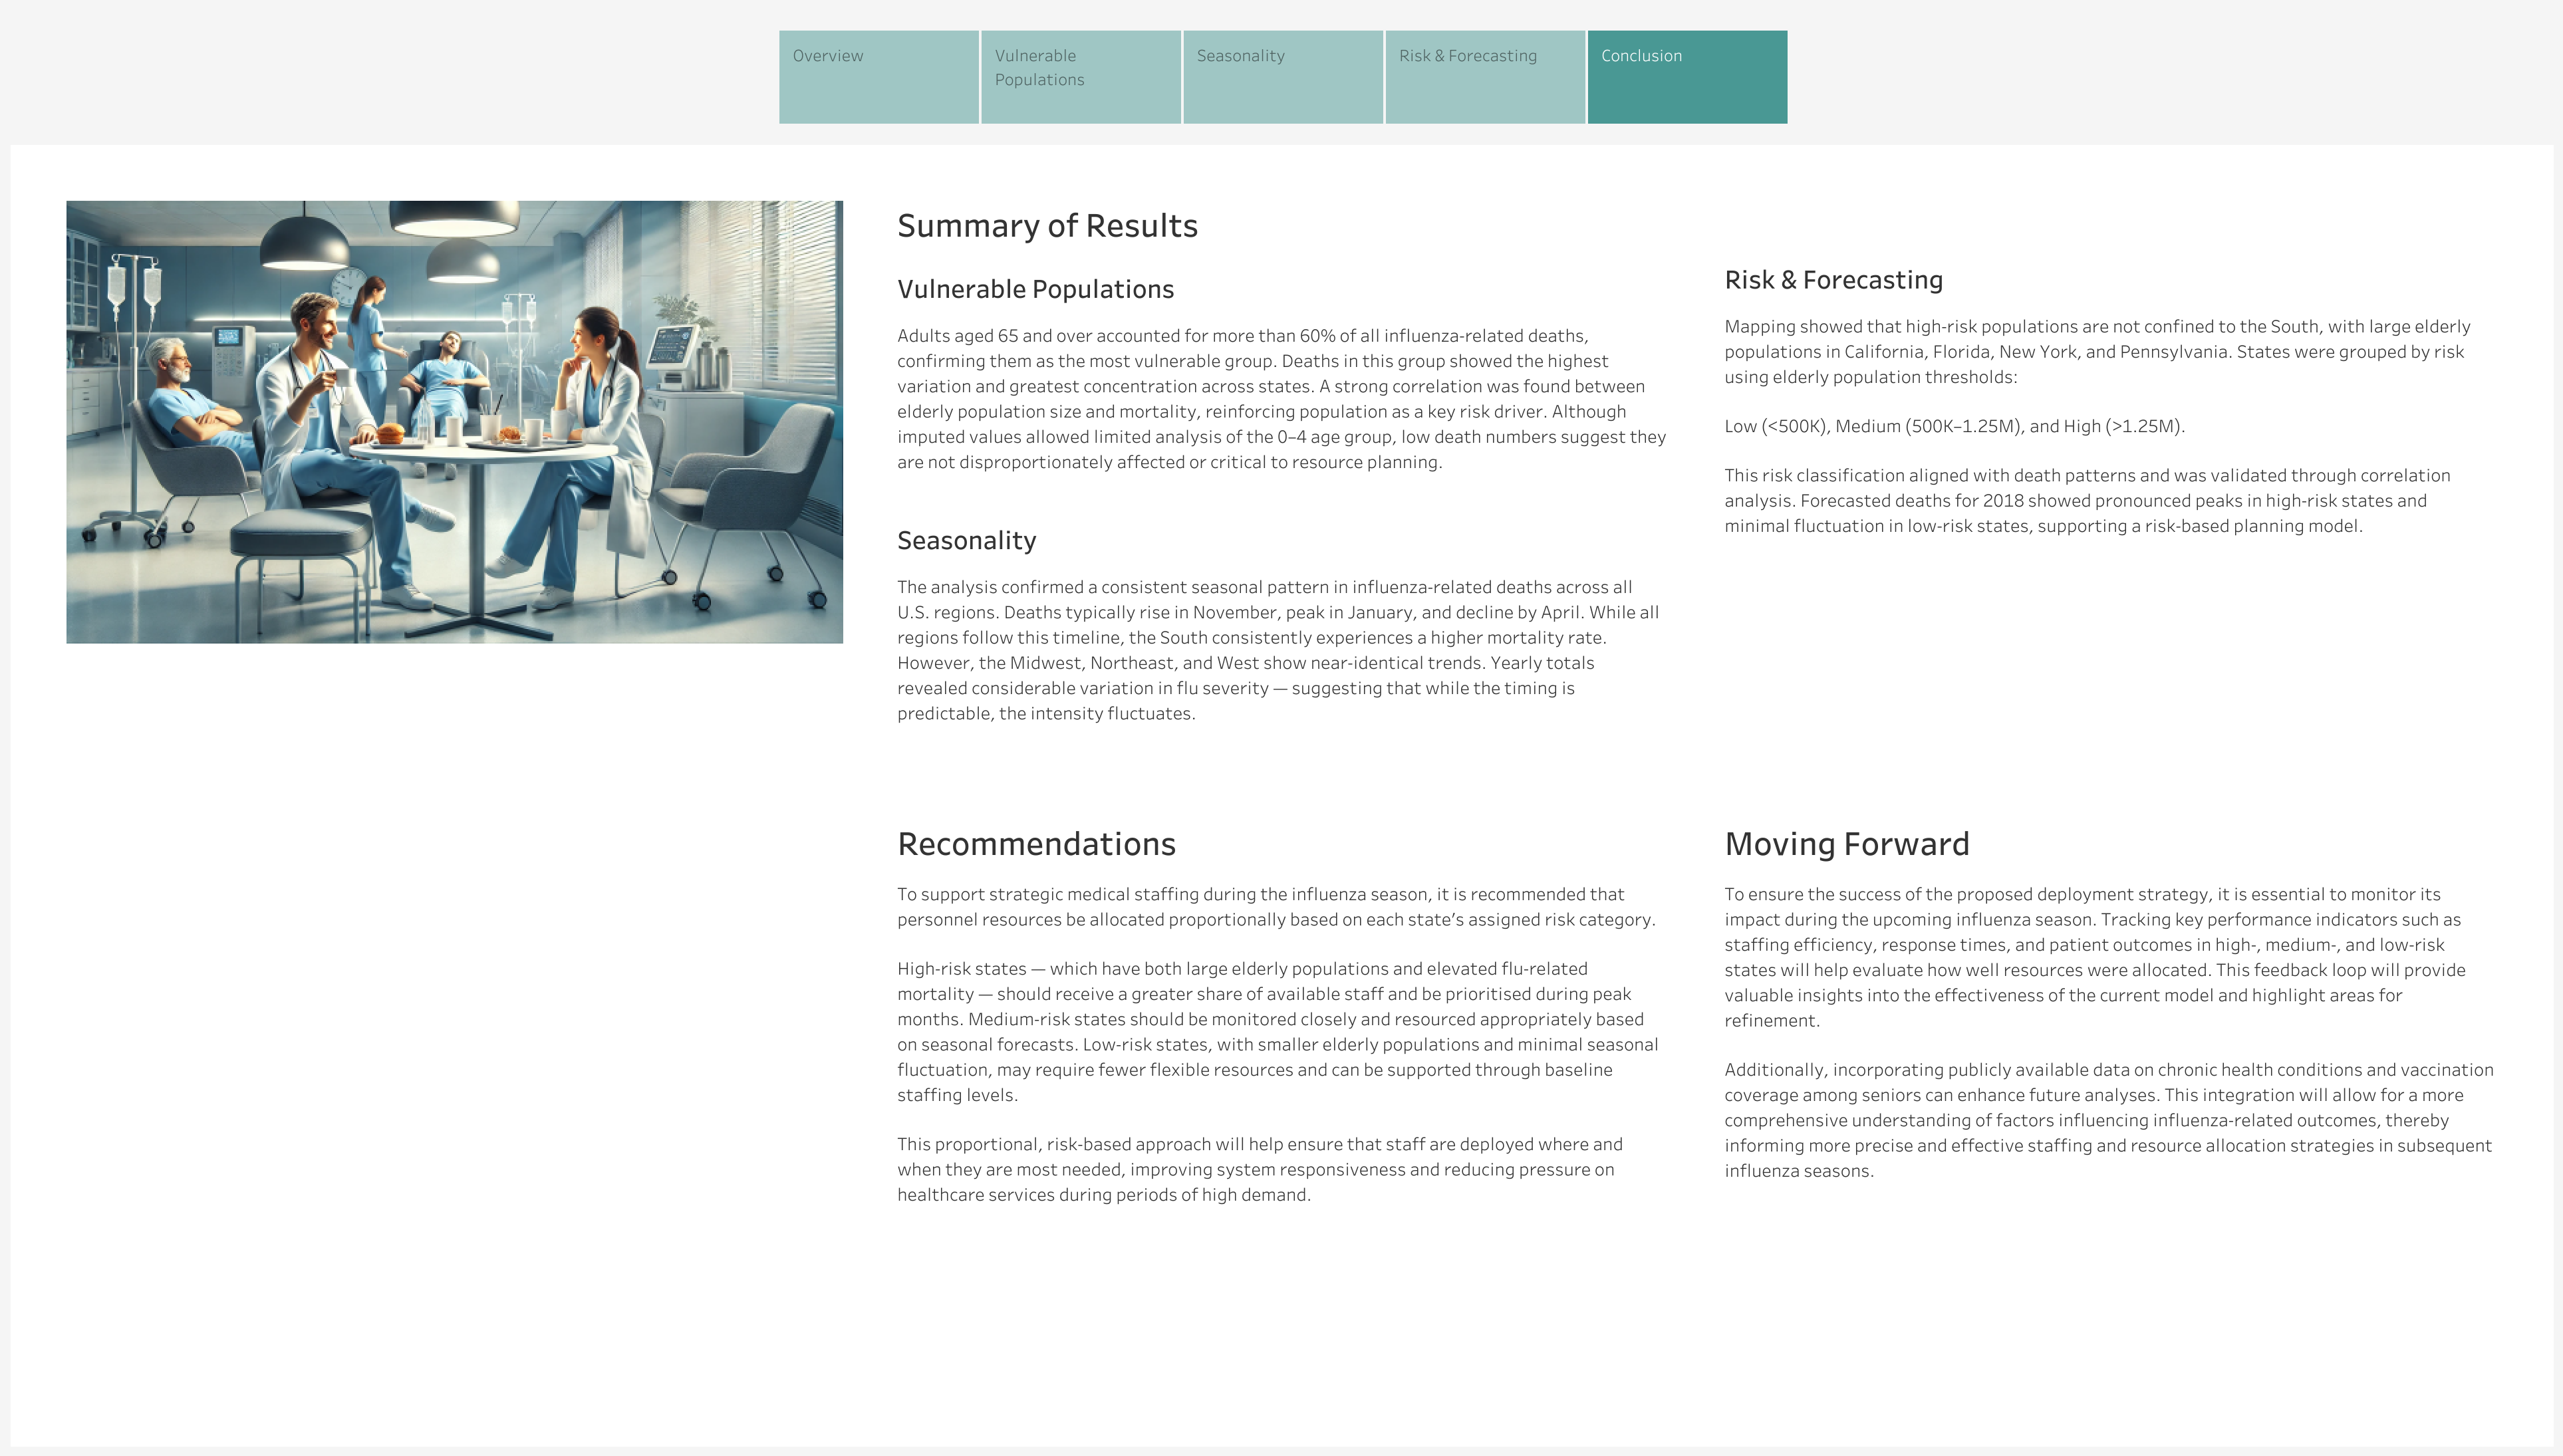 Overview
Vulnerable
Populations
Seasonality
Risk & Forecasting
Conclusion
Summary of Results
Vulnerable Populations
Adults aged 65 and over accounted for more than 60% of all influenza-related deaths,
confirming them as the most vulnerable group. Deaths in this group showed the highest
variation and greatest concentration across states. A strong correlation was found between
elderly population size and mortality, reinforcing population as a key risk driver. Although
imputed values allowed limited analysis of the 0–4 age group, low death numbers suggest they
are not disproportionately affected or critical to resource planning.
Seasonality
The analysis confirmed a consistent seasonal pattern in influenza-related deaths across all
U.S. regions. Deaths typically rise in November, peak in January, and decline by April. While all
regions follow this timeline, the South consistently experiences a higher mortality rate.
However, the Midwest, Northeast, and West show near-identical trends. Yearly totals
revealed considerable variation in flu severity — suggesting that while the timing is
predictable, the intensity fluctuates.
Risk & Forecasting
Mapping showed that high-risk populations are not confined to the South, with large elderly
populations in California, Florida, New York, and Pennsylvania. States were grouped by risk
using elderly population thresholds:
Low (<500K), Medium (500K–1.25M), and High (>1.25M).
This risk classification aligned with death patterns and was validated through correlation
analysis. Forecasted deaths for 2018 showed pronounced peaks in high-risk states and
minimal fluctuation in low-risk states, supporting a risk-based planning model.
Recommendations
To support strategic medical staffing during the influenza season, it is recommended that
personnel resources be allocated proportionally based on each state’s assigned risk category.
High-risk states — which have both large elderly populations and elevated flu-related
mortality — should receive a greater share of available staff and be prioritised during peak
months. Medium-risk states should be monitored closely and resourced appropriately based
on seasonal forecasts. Low-risk states, with smaller elderly populations and minimal seasonal
fluctuation, may require fewer flexible resources and can be supported through baseline
staffing levels.
This proportional, risk-based approach will help ensure that staff are deployed where and
when they are most needed, improving system responsiveness and reducing pressure on
healthcare services during periods of high demand.
Moving Forward
To ensure the success of the proposed deployment strategy, it is essential to monitor its
impact during the upcoming influenza season. Tracking key performance indicators such as
staffing efficiency, response times, and patient outcomes in high-, medium-, and low-risk
states will help evaluate how well resources were allocated. This feedback loop will provide
valuable insights into the effectiveness of the current model and highlight areas for
refinement.
Additionally, incorporating publicly available data on chronic health conditions and vaccination
coverage among seniors can enhance future analyses. This integration will allow for a more
comprehensive understanding of factors influencing influenza-related outcomes, thereby
informing more precise and effective staffing and resource allocation strategies in subsequent
influenza seasons.